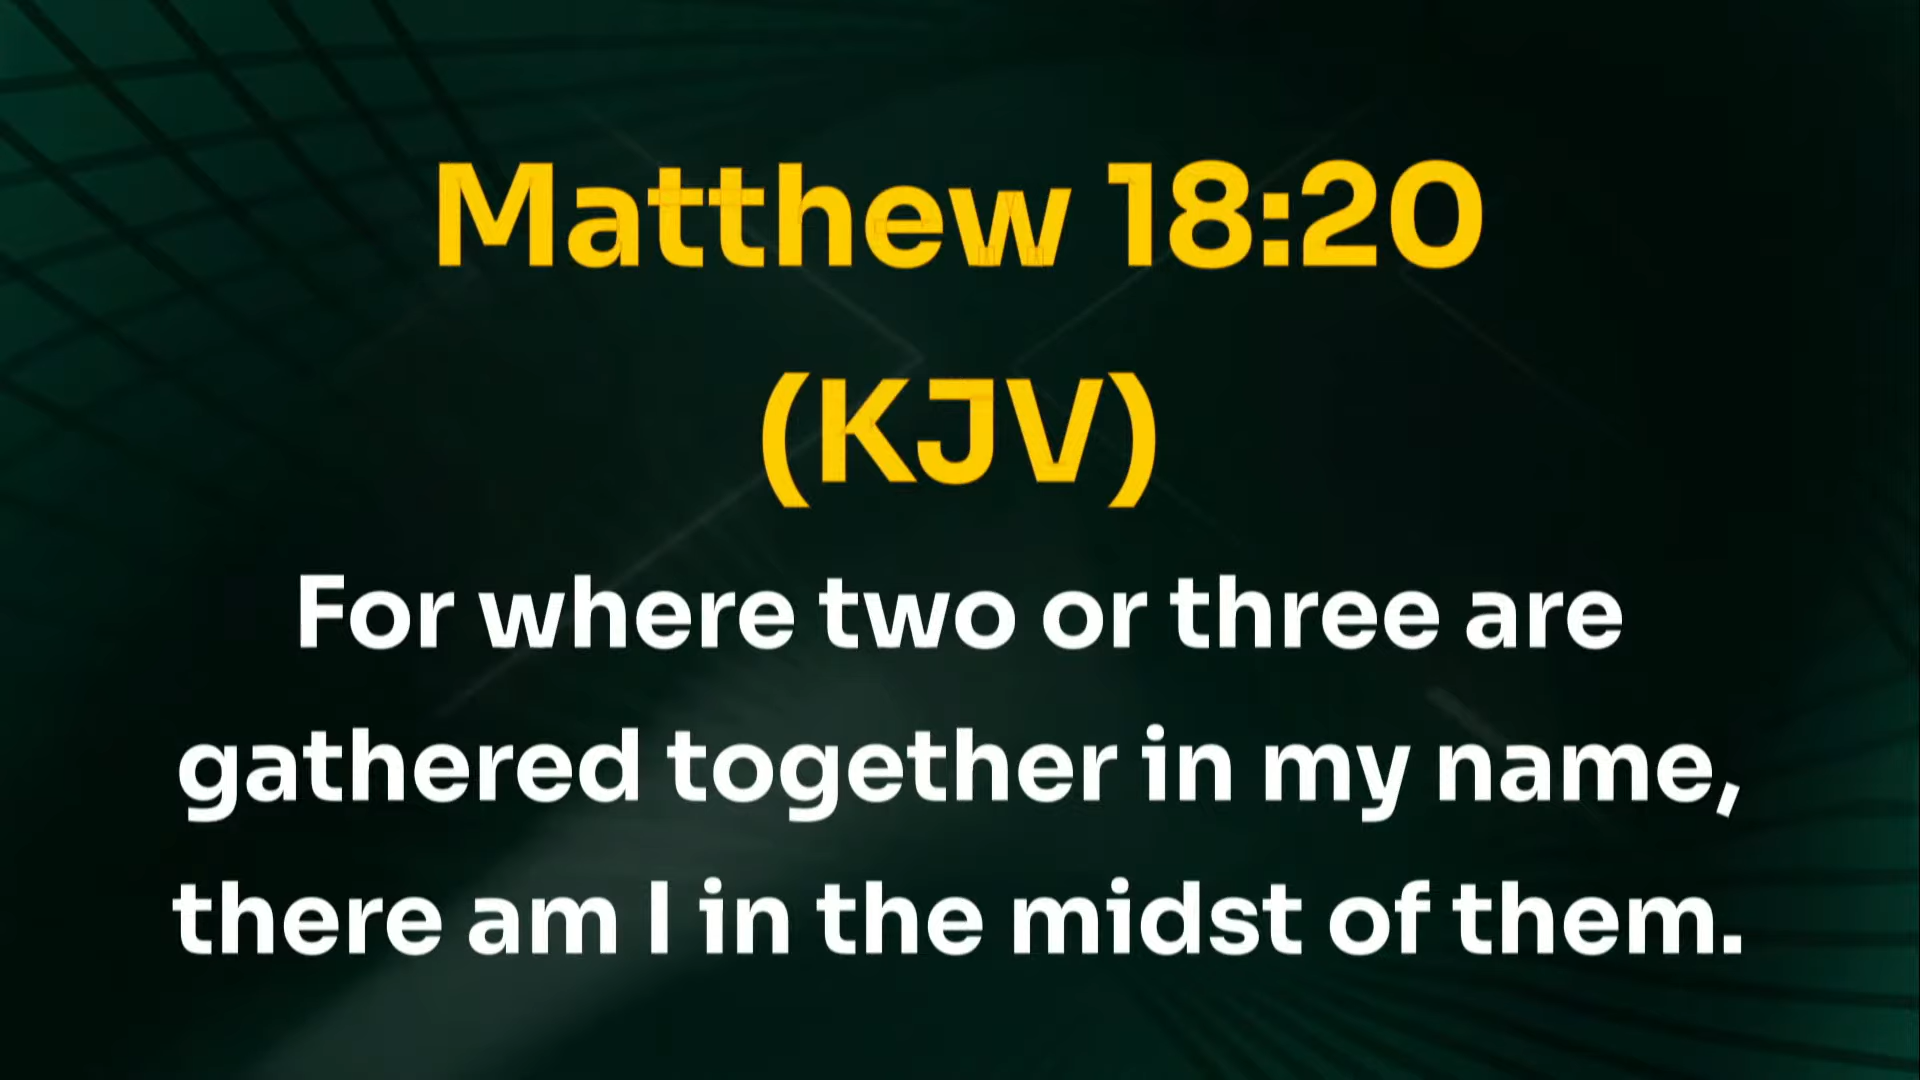 Matthew 18:20
(KJV)
For where two or three are
gathered together in my name,
there am I in the midst of them.